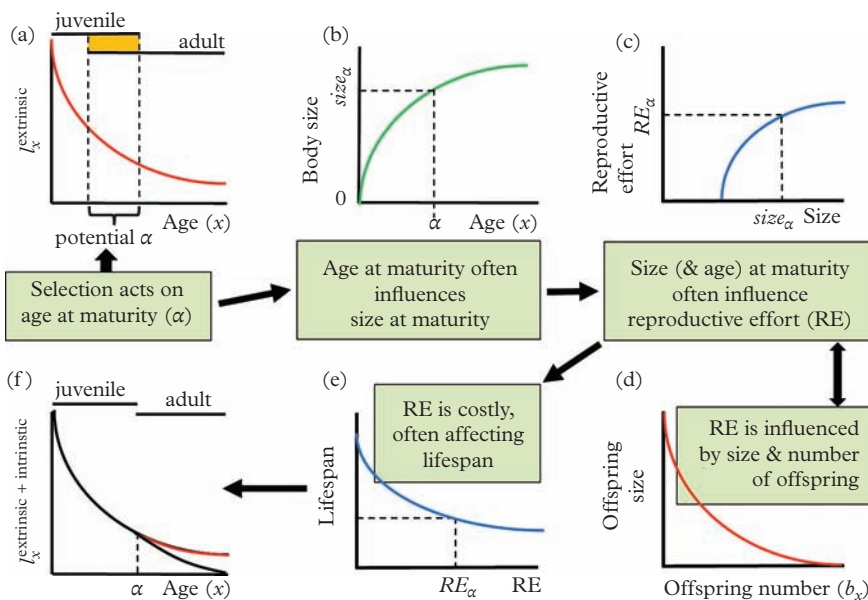 (a)
juvenile
adult
l_x^extrinsic
Age (x)
potential α
(b)
Body size
size_α
0
α
Age (x)
(c)
Reproductive
effort
RE_α
size_α
Size
Selection acts on
age at maturity (α)
Age at maturity often
influences
size at maturity
Size (& age) at maturity
often influence
reproductive effort (RE)
(f)
juvenile
adult
l_x^extrinsic + intrinstic
α
Age (x)
(e)
RE is costly,
often affecting
lifespan
Lifespan
RE_α
RE
(d)
RE is influenced
by size & number
of offspring
Offspring
size
Offspring number (b_x)